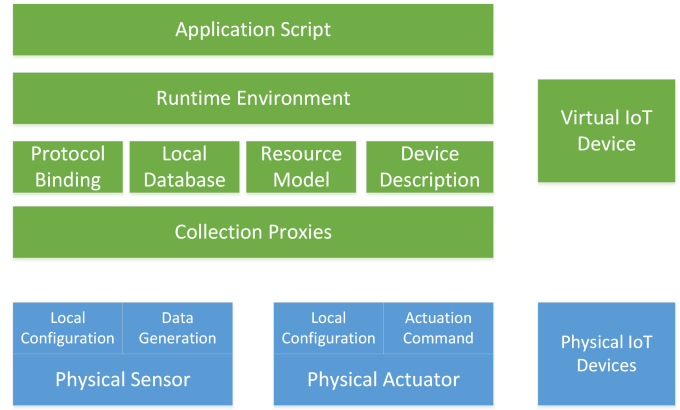 Application Script
Runtime Environment
Virtual IoT
Device
Protocol
Binding
Local
Database
Resource
Model
Device
Description
Collection Proxies
Local
Configuration
Data
Generation
Physical Sensor
Local
Configuration
Actuation
Command
Physical Actuator
Physical IoT
Devices